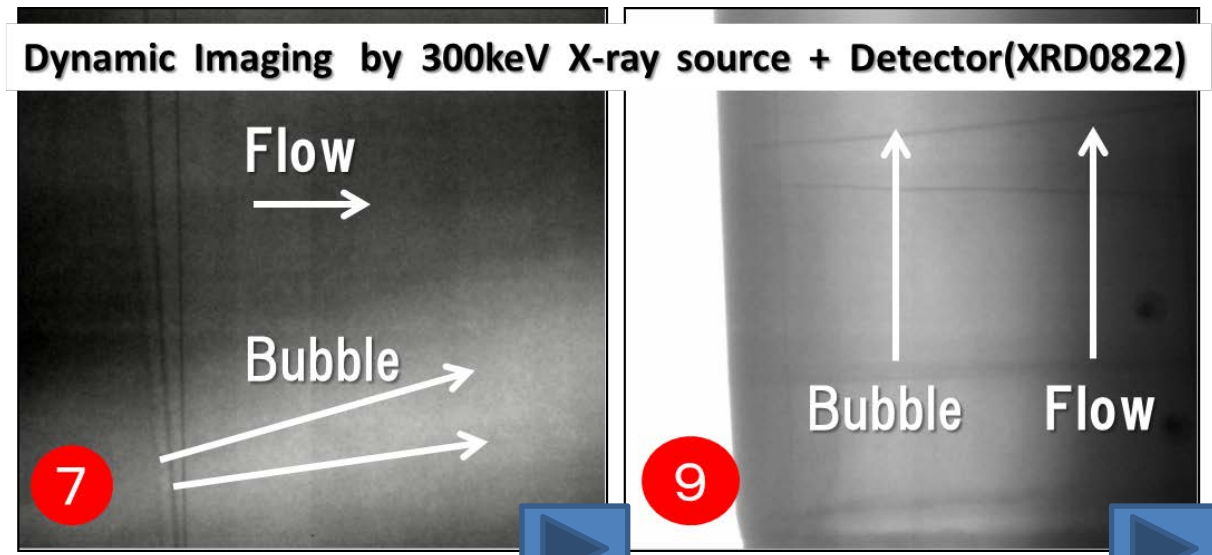 Dynamic Imaging by 300keV X-ray source + Detector(XRD0822)
Flow
Bubble
7
Bubble Flow
9